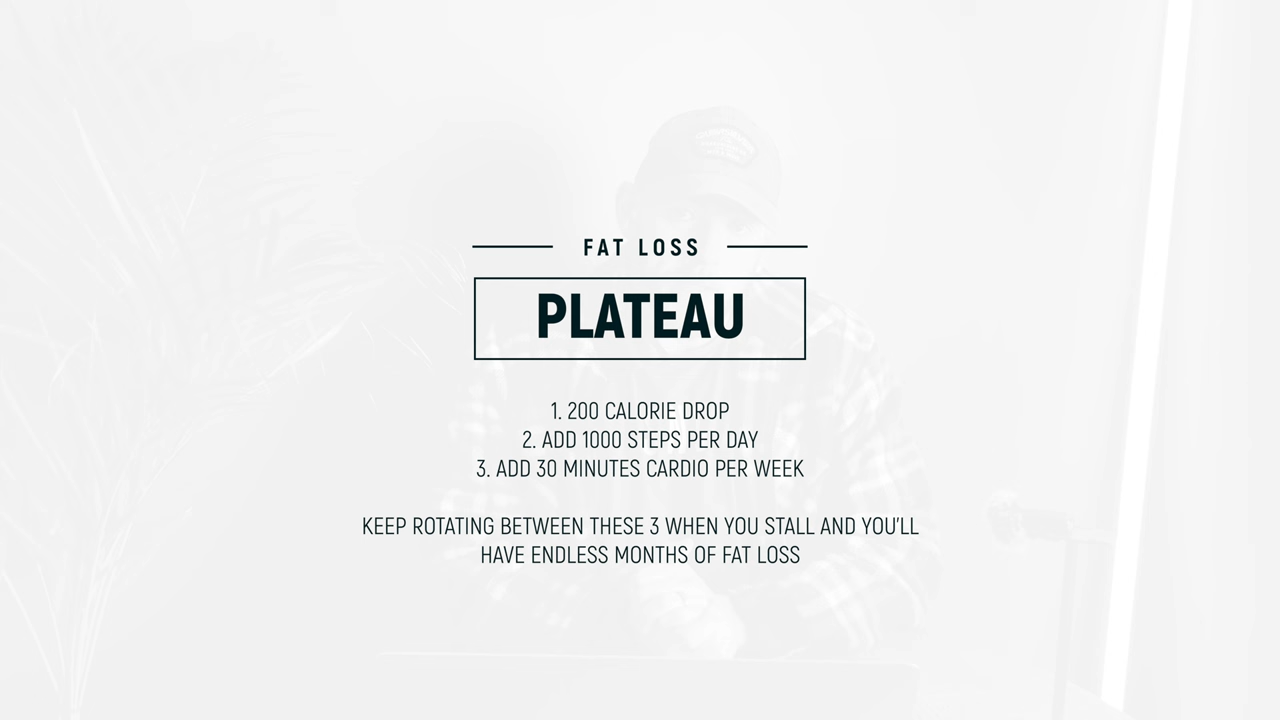 FAT LOSS
PLATEAU
1. 200 CALORIE DROP
2. ADD 1000 STEPS PER DAY
3. ADD 30 MINUTES CARDIO PER WEEK
KEEP ROTATING BETWEEN THESE 3 WHEN YOU STALL AND YOU'LL
HAVE ENDLESS MONTHS OF FAT LOSS